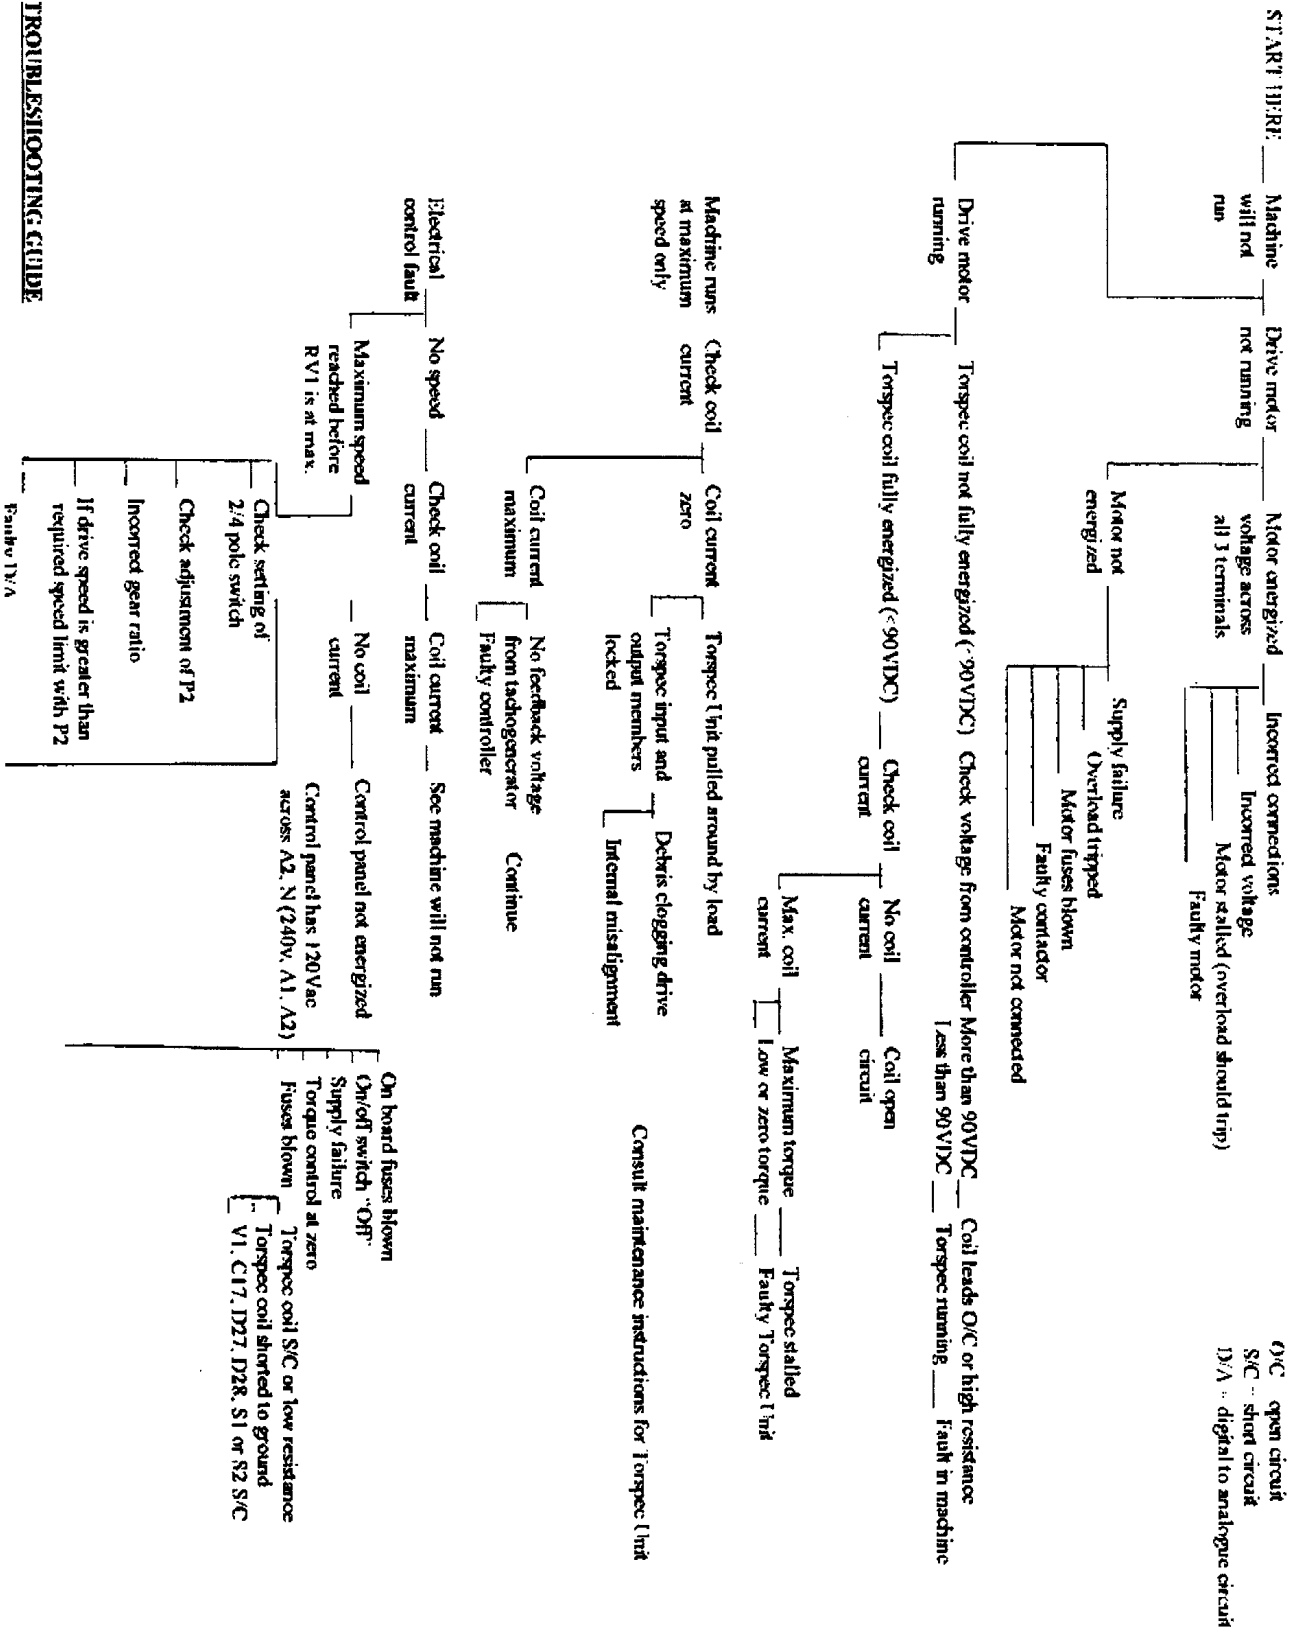 TROUBLESHOOTING GUIDE
START HERE
Machine
will not
run
Drive motor
not running
Motor energized
voltage across
all 3 terminals
Incorrect connections
Incorrect voltage
Motor stalled (overload should trip)
Faulty motor
O/C open circuit
S/C - short circuit
D/A - digital to analogue circuit
Motor not
energized
Supply failure
Overload tripped
Motor fuses blown
Faulty contactor
Motor not connected
Drive motor
running
Torspec coil not fully energized (<90VDC)
Check voltage from controller
More than 90VDC
Coil leads O/C or high resistance
Less than 90VDC
Torspec running
Fault in machine
Torspec coil fully energized (<90VDC)
Check coil
current
No coil
current
Coil open
circuit
Max. coil
current
Maximum torque
Torspec stalled
Low or zero torque
Faulty Torspec Unit
Machine runs
at maximum
speed only
Check coil
current
Coil current
zero
Torspec Unit pulled around by load
Torspec input and
output members
locked
Debris clogging drive
Internal misalignment
Consult maintenance instructions for Torspec Unit
Coil current
maximum
No feedback voltage
from tachogenerator
Faulty controller
Continue
Electrical
control fault
No speed
Check coil
current
Coil current
maximum
See machine will not run
No coil
current
Control panel not energized
On board fuses blown
On/off switch "Off"
Supply failure
Torque control at zero
Fuses blown
Control panel has 120Vac
across A2, N (240v, A1, A2)
Torspec coil S/C or low resistance
Torspec coil shorted to ground
V1, C17, D27, D28, S1 or S2 S/C
Maximum speed
reached before
RV1 is at max.
Check setting of
2/4 pole switch
Check adjustment of P2
Incorrect gear ratio
If drive speed is greater than
required speed limit with P2
Faulty D/A